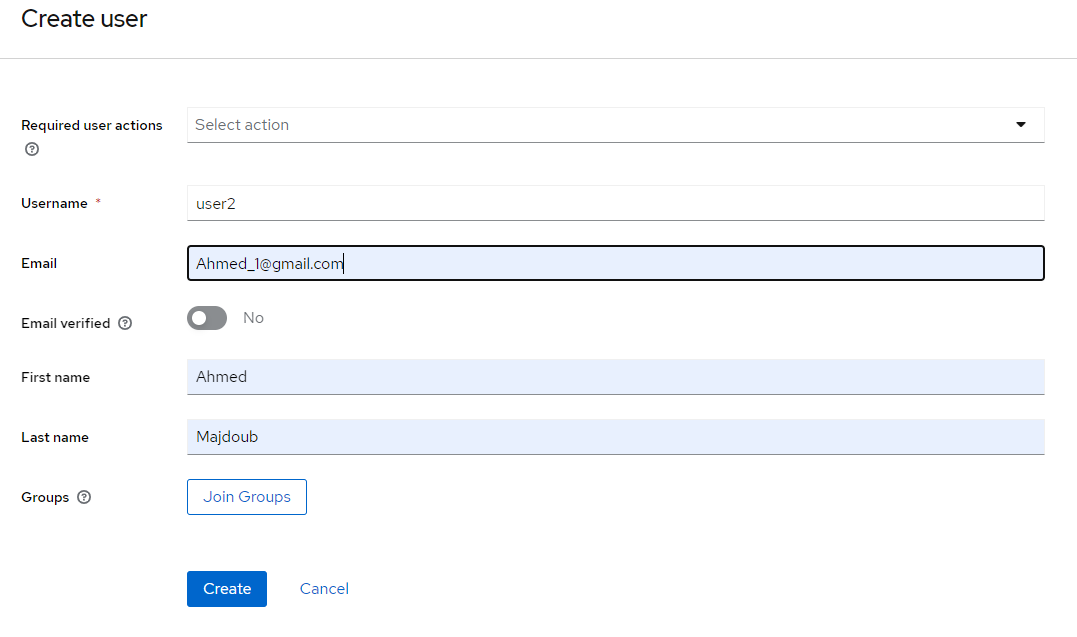 Create user
Required user actions
Select action
Username *
user2
Email
Ahmed_1@gmail.com
Email verified
No
First name
Ahmed
Last name
Majdoub
Groups
Join Groups
Create
Cancel